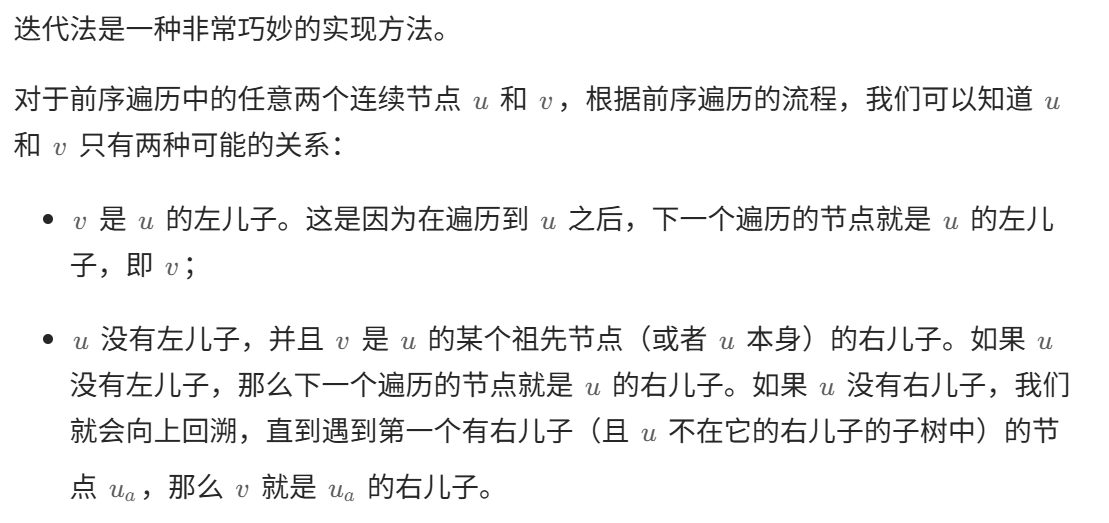 迭代法是一种非常巧妙的实现方法。
对于前序遍历中的任意两个连续节点 u 和 v，根据前序遍历的流程，我们可以知道 u
和 v 只有两种可能的关系：
• v 是 u 的左儿子。这是因为在遍历到 u 之后，下一个遍历的节点就是 u 的左儿
子，即 v；
• u 没有左儿子，并且 v 是 u 的某个祖先节点（或者 u 本身）的右儿子。如果 u
没有左儿子，那么下一个遍历的节点就是 u 的右儿子。如果 u 没有右儿子，我们
就会向上回溯，直到遇到第一个有右儿子（且 u 不在它的右儿子的子树中）的节
点 uₐ，那么 v 就是 uₐ 的右儿子。